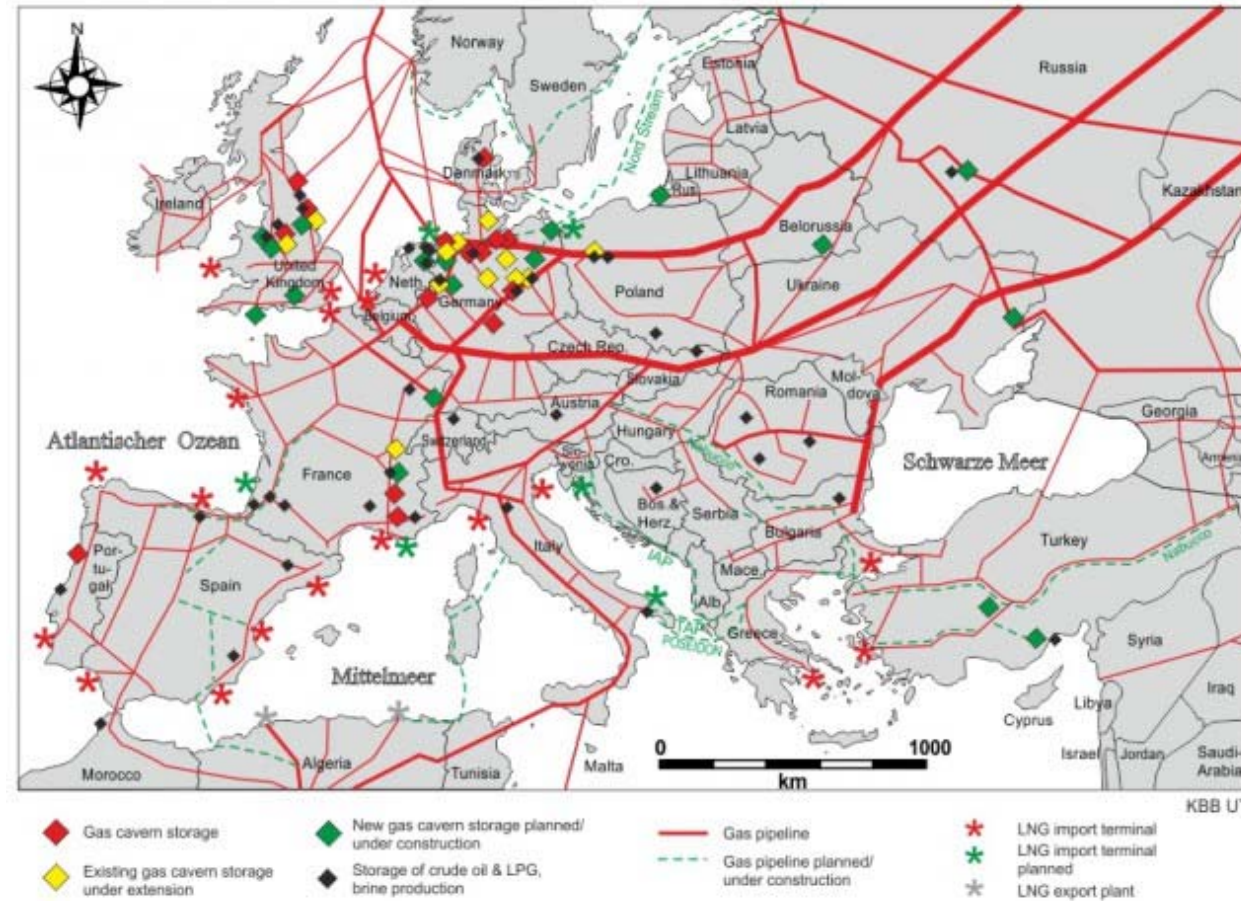 Norway
Sweden
Estonia
Russia
Latvia
Nord Stream
Lithuania
Rus.
Denmark
Ireland
Kazakhstan
Belorussia
United
Kingdom
Neth.
Germany
Poland
Ukraine
Belgium
Czech Rep.
Slovakia
Mol-
dova
Romania
Austria
Hungary
Switzerland
Georgia
Atlantischer Ozean
France
Slo-
venia
Cro.
Schwarze Meer
Bos.&
Herz.
Serbia
Bulgaria
Italy
Turkey
Nabucco
Por-
tu-
gal
Spain
IAP
Mace.
Alb.
ITAP
POSEIDON
Greece
Syria
Mittelmeer
Libya
Iraq
Cyprus
0 1000
km
Israel
Jordan
Saudi-
Arabia
Malta
Morocco
Algeria
Tunisia
KBB U
Gas cavern storage
Existing gas cavern storage
under extension
New gas cavern storage planned/
under construction
Storage of crude oil & LPG,
brine production
Gas pipeline
Gas pipeline planned/
under construction
LNG import terminal
LNG import terminal
planned
LNG export plant